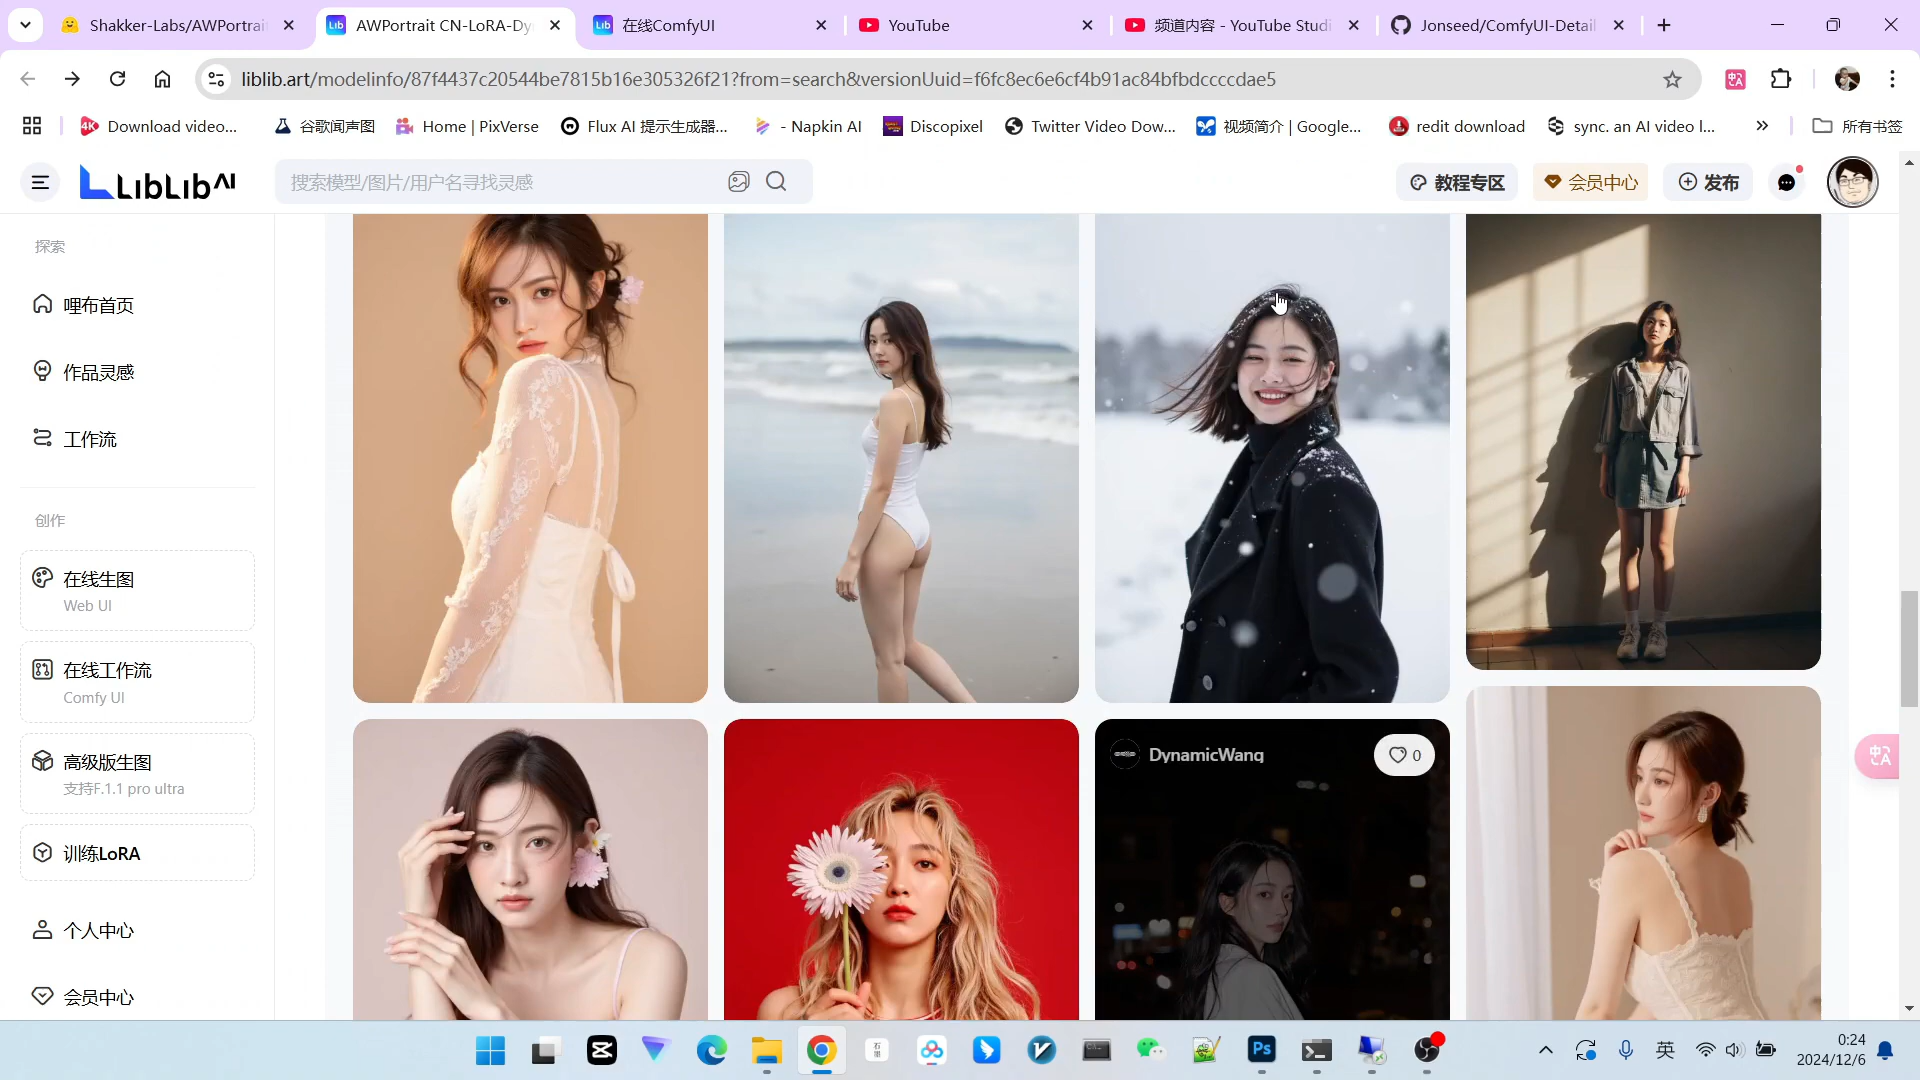 Shakker-Labs/AWPortrai
AWPortrait CN-LoRA-Dy
在线ComfyUI
YouTube
频道内容 - YouTube Studi
Jonseed/ComfyUI-Detail
liblib.art/modelinfo/87f4437c20544be7815b16e305326f21?from=search&versionUuid=f6fc8ec6e6cf4b91ac84bfbdccccdae5
Download video...
谷歌闻声图
Home | PixVerse
Flux AI 提示生成器...
- Napkin AI
Discopixel
Twitter Video Dow...
视频简介 | Google...
redit download
sync. an AI video l...
所有书签
LIBLIBAI
搜索模型/图片/用户名寻找灵感
教程专区
会员中心
发布
探索
哩布首页
作品灵感
工作流
创作
在线生图
Web UI
在线工作流
Comfy UI
高级版生图
支持F.1.1 pro ultra
训练LoRA
个人中心
会员中心
DynamicWang
0
英
0:24
2024/12/6